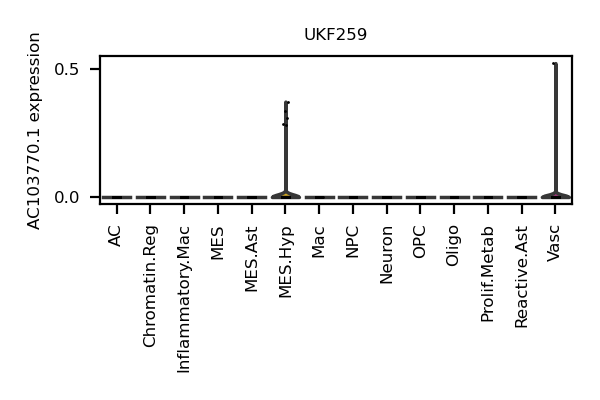 UKF259
AC103770.1 expression
0.5
0.0
AC
Chromatin.Reg
Inflammatory.Mac
MES
MES.Ast
MES.Hyp
Mac
NPC
Neuron
OPC
Oligo
Prolif.Metab
Reactive.Ast
Vasc